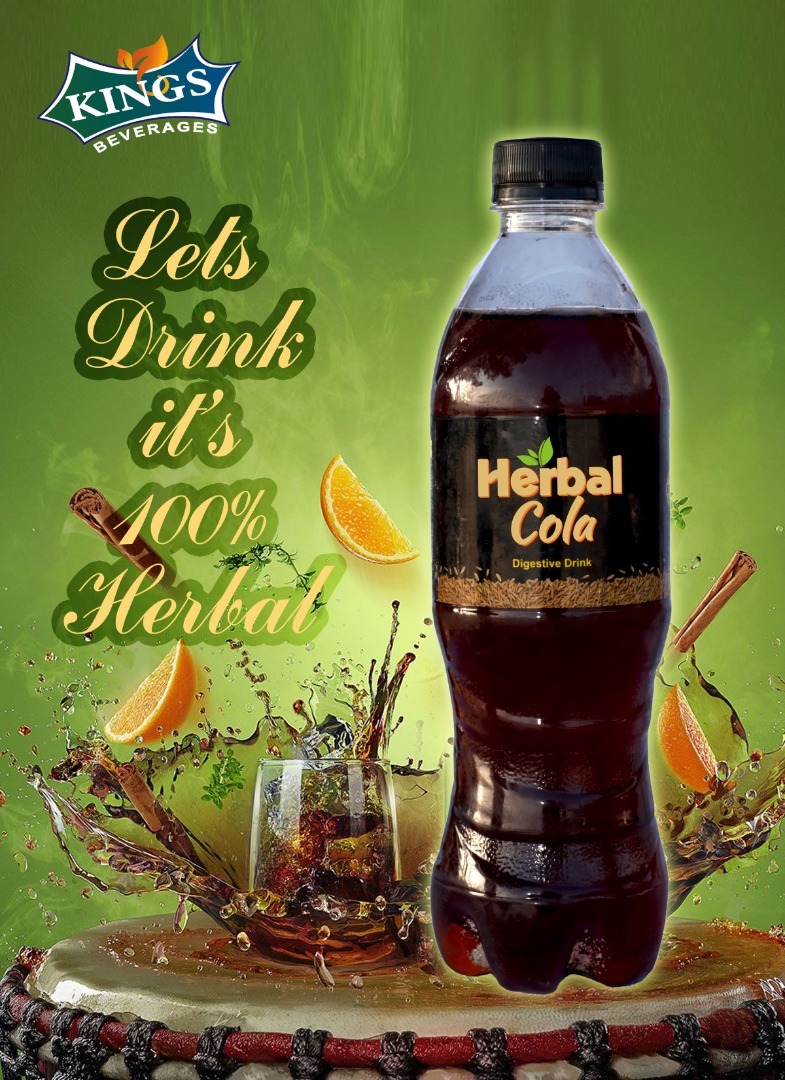 KINGS
BEVERAGES
Lets
Drink
it's
100%
Herbal
Herbal
Cola
Digestive Drink